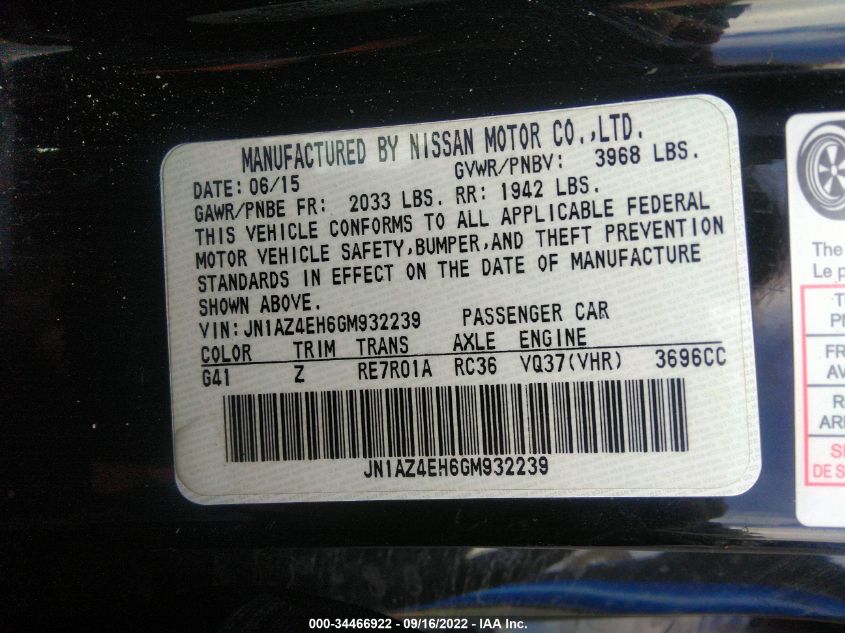 MANUFACTURED BY NISSAN MOTOR CO.,LTD.
DATE: 06/15 GVWR/PNBV: 3968 LBS.
GAWR/PNBE FR: 2033 LBS. RR: 1942 LBS.
THIS VEHICLE CONFORMS TO ALL APPLICABLE FEDERAL
MOTOR VEHICLE SAFETY,BUMPER,AND THEFT PREVENTION
STANDARDS IN EFFECT ON THE DATE OF MANUFACTURE
SHOWN ABOVE.
VIN: JN1AZ4EH6GM932239 PASSENGER CAR
COLOR TRIM TRANS AXLE ENGINE
G41 Z RE7R01A RC36 VQ37(VHR) 3696CC
JN1AZ4EH6GM932239
The
Le p
FR
AV
R
ARR
DE S
000-34466922 - 09/16/2022 - IAA Inc.